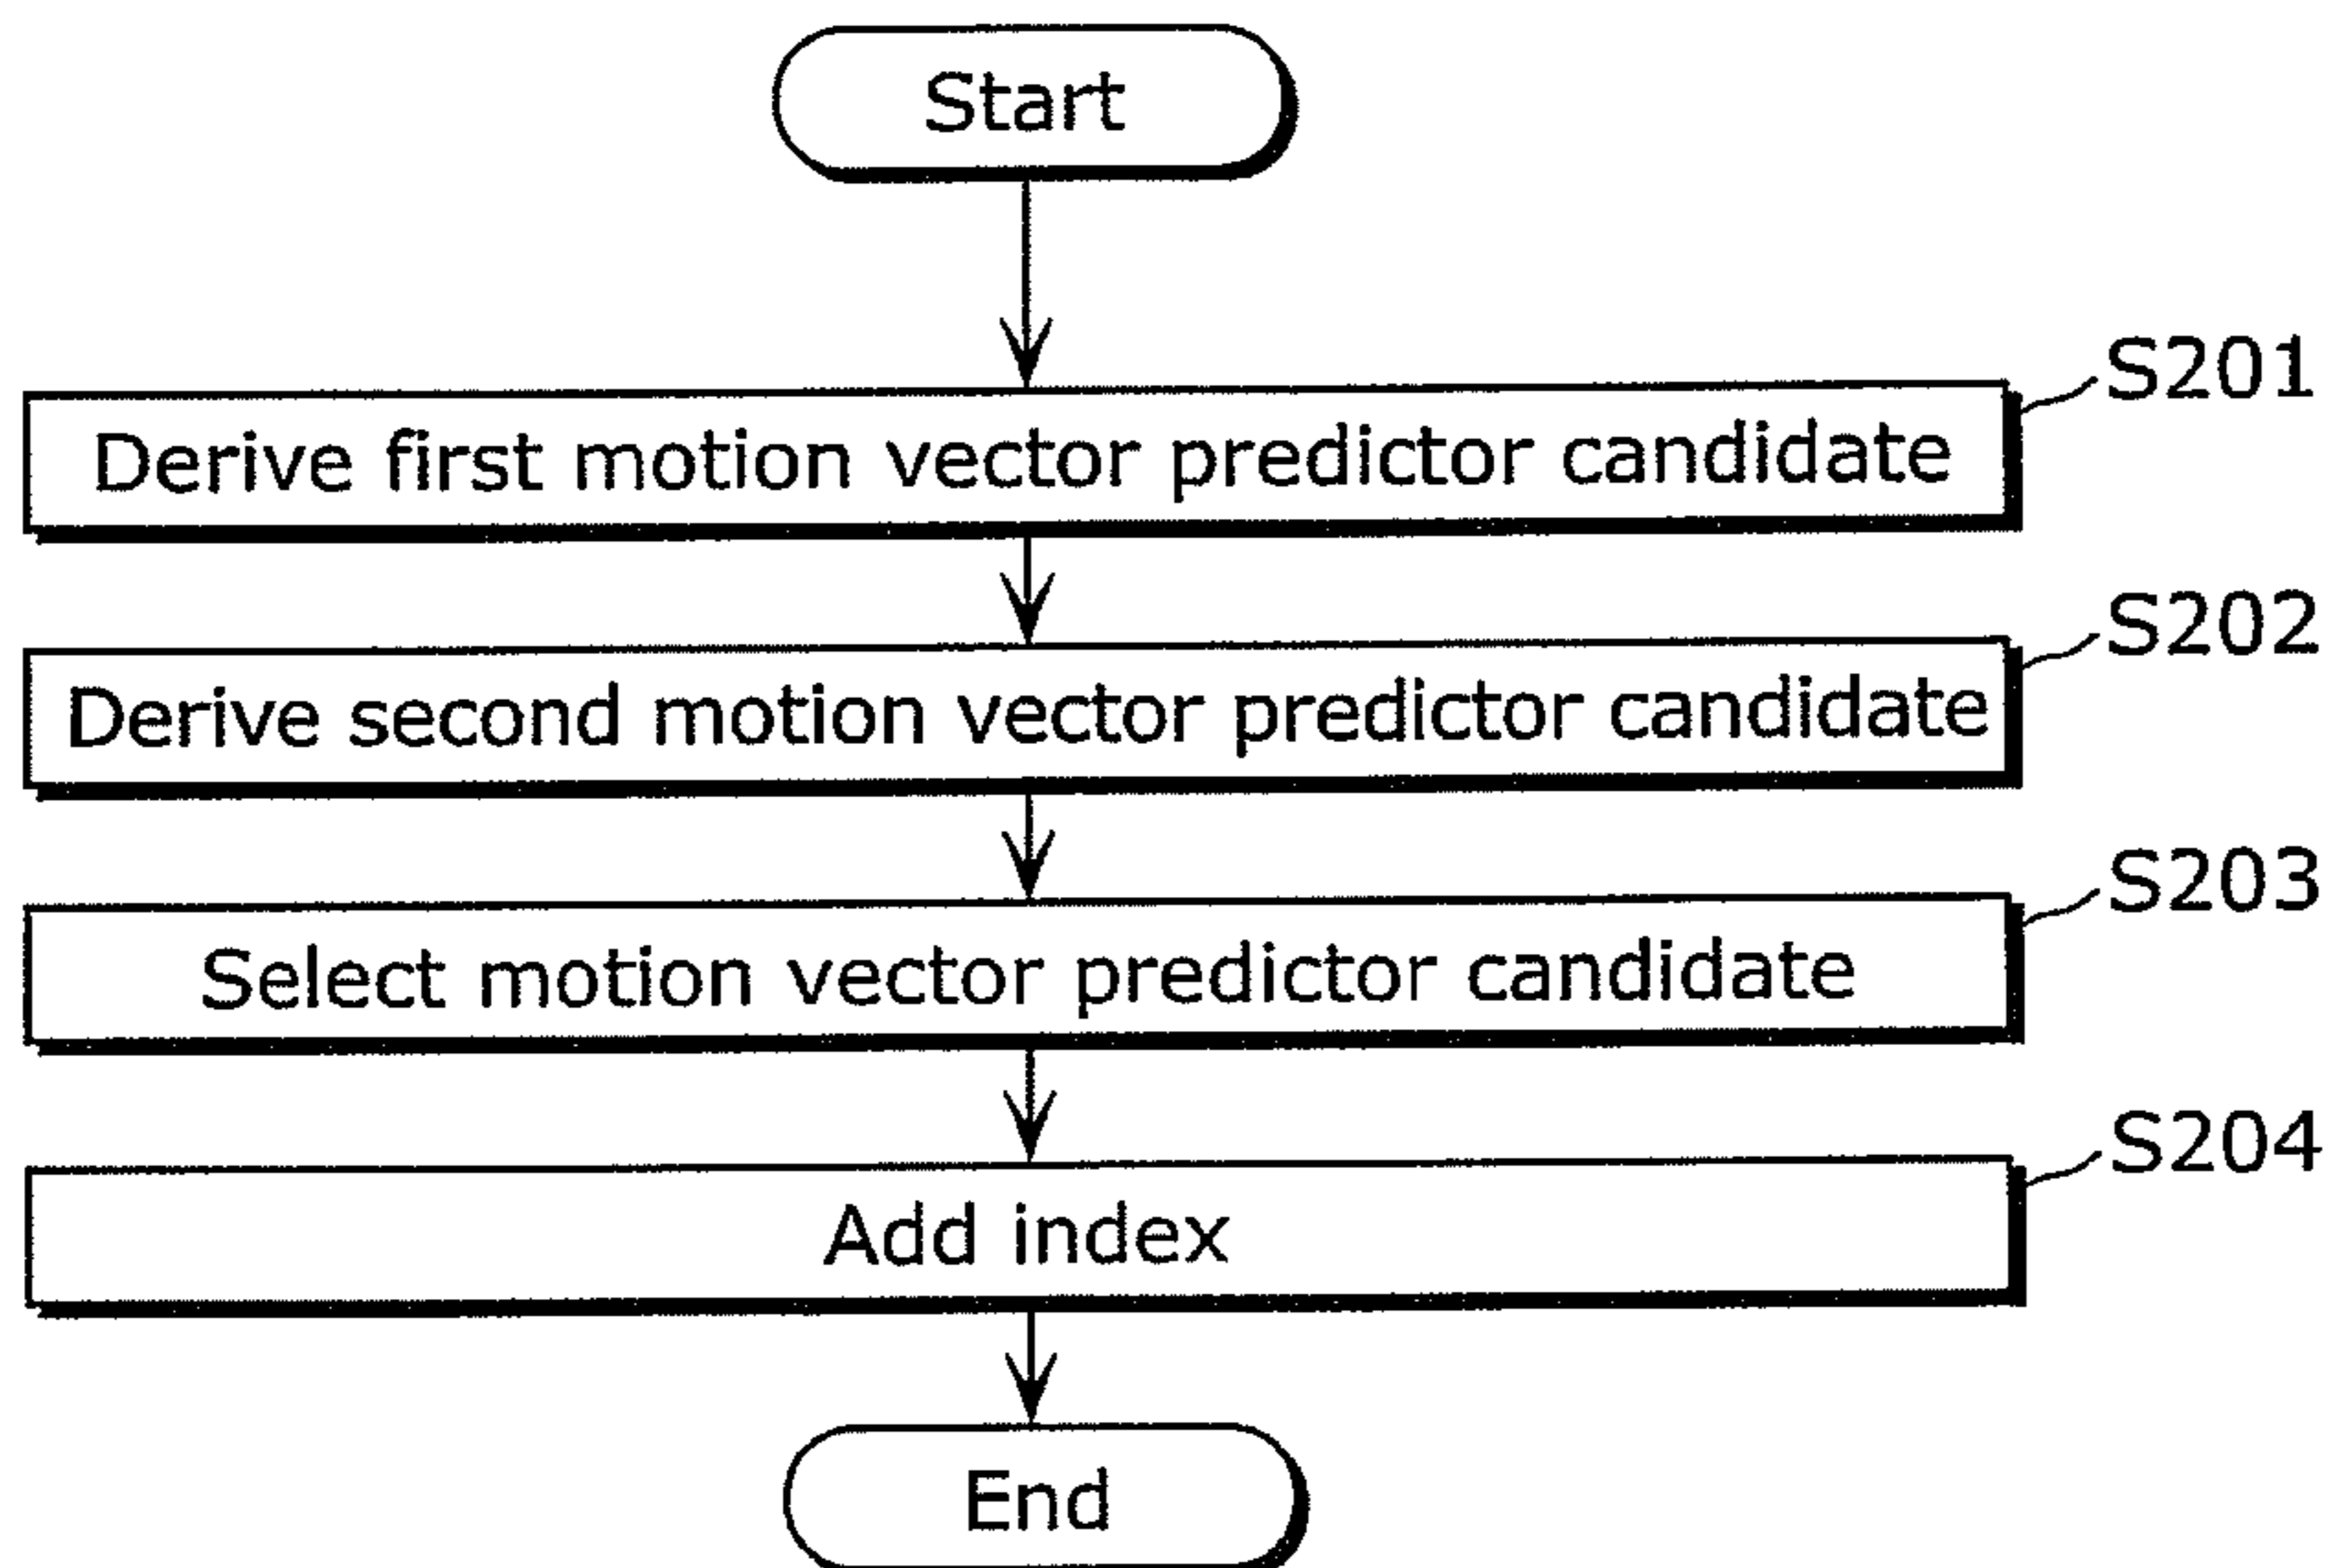 Start
S201
Derive first motion vector predictor candidate
S202
Derive second motion vector predictor candidate
S203
Select motion vector predictor candidate
S204
Add index
End